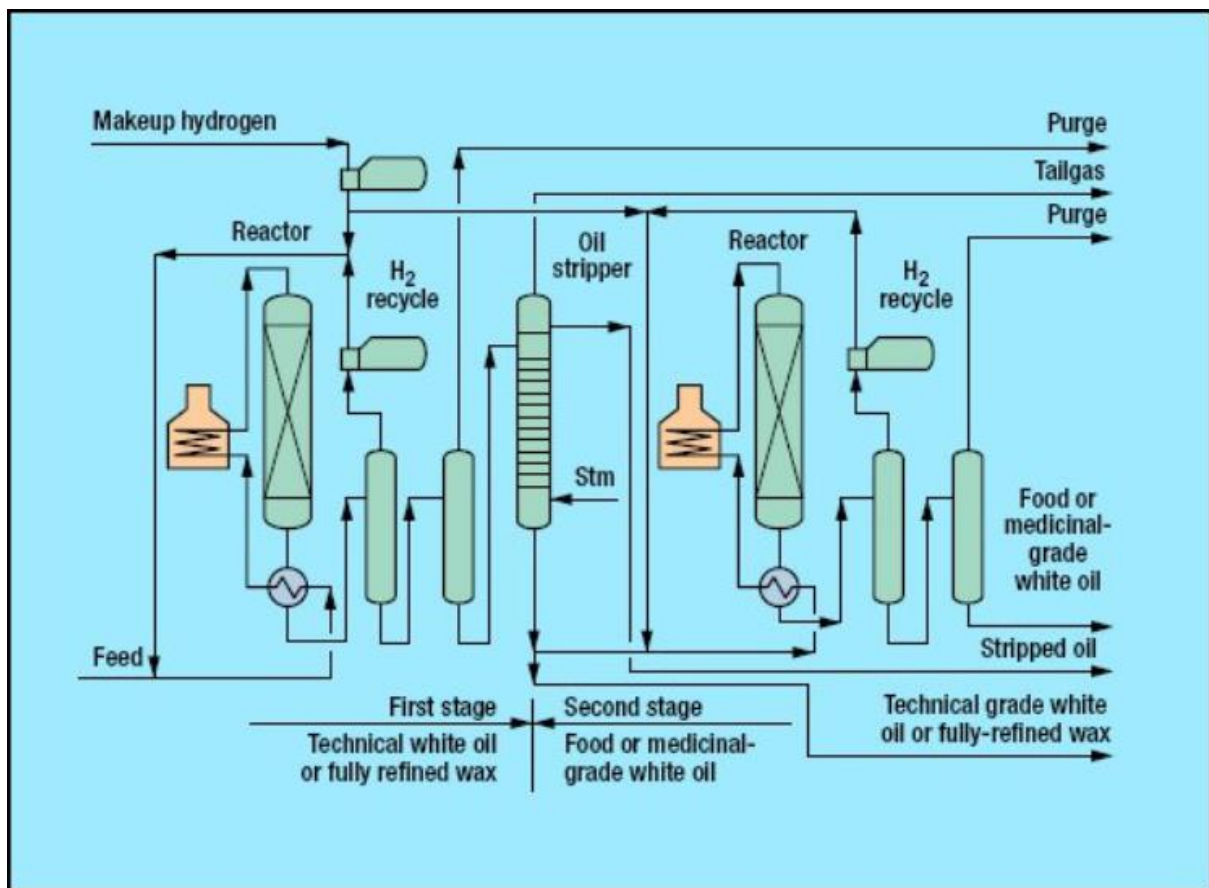 Makeup hydrogen
Purge
Tailgas
Purge
Reactor
H2
recycle
Oil
stripper
Reactor
H2
recycle
Stm
Food or
medicinal-
grade
white oil
Feed
Stripped oil
First stage
Second stage
Technical white oil
or fully refined wax
Food or medicinal-
grade white oil
Technical grade white
oil or fully-refined wax